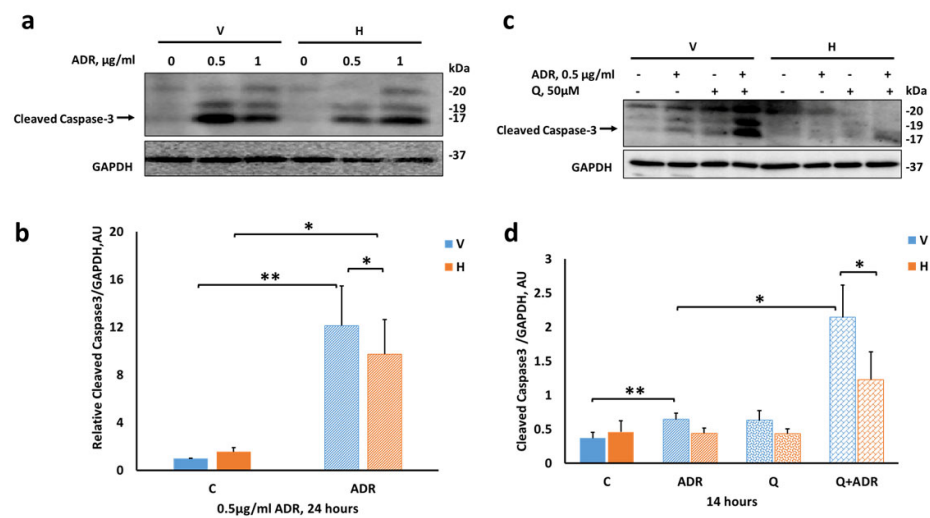 a
V H
ADR, µg/ml 0 0.5 1 0 0.5 1
kDa
-20
-19
Cleaved Caspase-3 -17
-37
GAPDH
b
Relative Cleaved Caspase3/GAPDH,AU
20
16
12
8
4
0
* 
** *
V
H
C ADR
0.5µg/ml ADR, 24 hours
c
V H
ADR, 0.5 µg/ml - + - + - + - +
Q, 50µM - - + + - - + + kDa
-20
-19
Cleaved Caspase-3
-17
GAPDH -37
d
Cleaved Caspase3 /GAPDH, AU
3
2.5
2
1.5
1
0.5
0
*
*
**
V
H
C ADR Q Q+ADR
14 hours